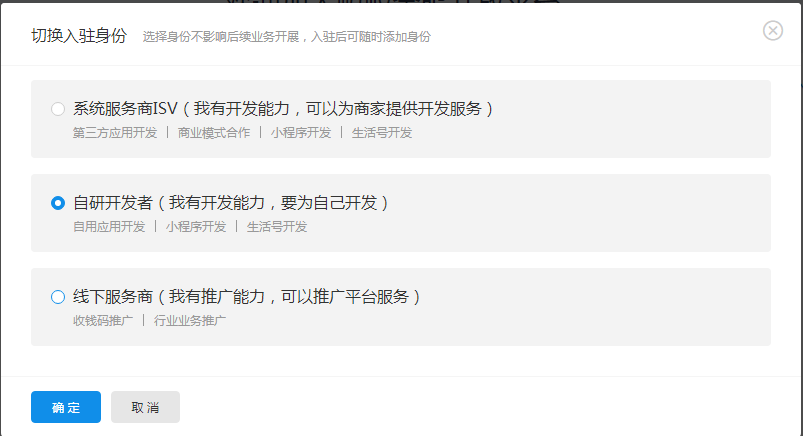 切换入驻身份 选择身份不影响后续业务开展，入驻后可随时添加身份
系统服务商ISV（我有开发能力，可以为商家提供开发服务）
第三方应用开发 | 商业模式合作 | 小程序开发 | 生活号开发
自研开发者（我有开发能力，要为自己开发）
自用应用开发 | 小程序开发 | 生活号开发
线下服务商（我有推广能力，可以推广平台服务）
收钱码推广 | 行业业务推广
确 定 取 消